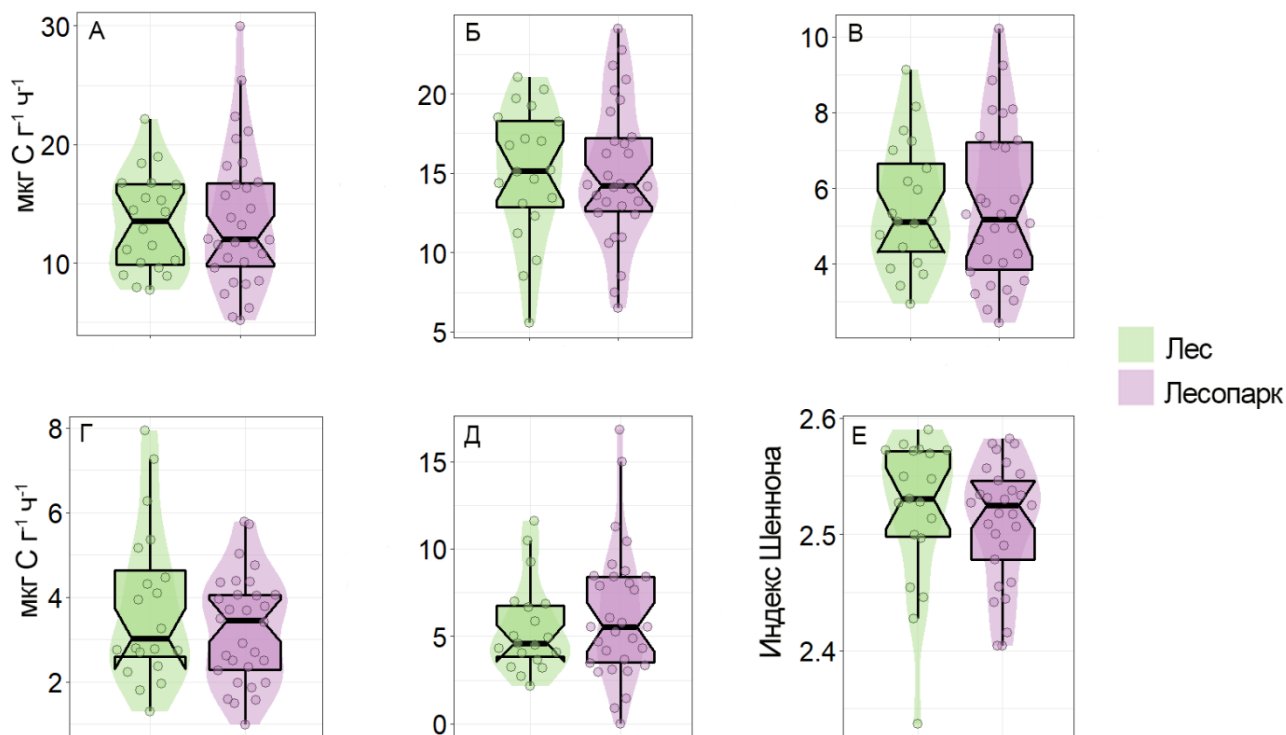 А
мкг С г⁻¹ ч⁻¹
30
20
10
Б
20
15
10
5
В
10
8
6
4
Лес
Лесопарк
Г
мкг С г⁻¹ ч⁻¹
8
6
4
2
Д
15
10
5
0
Е
Индекс Шеннона
2.6
2.5
2.4